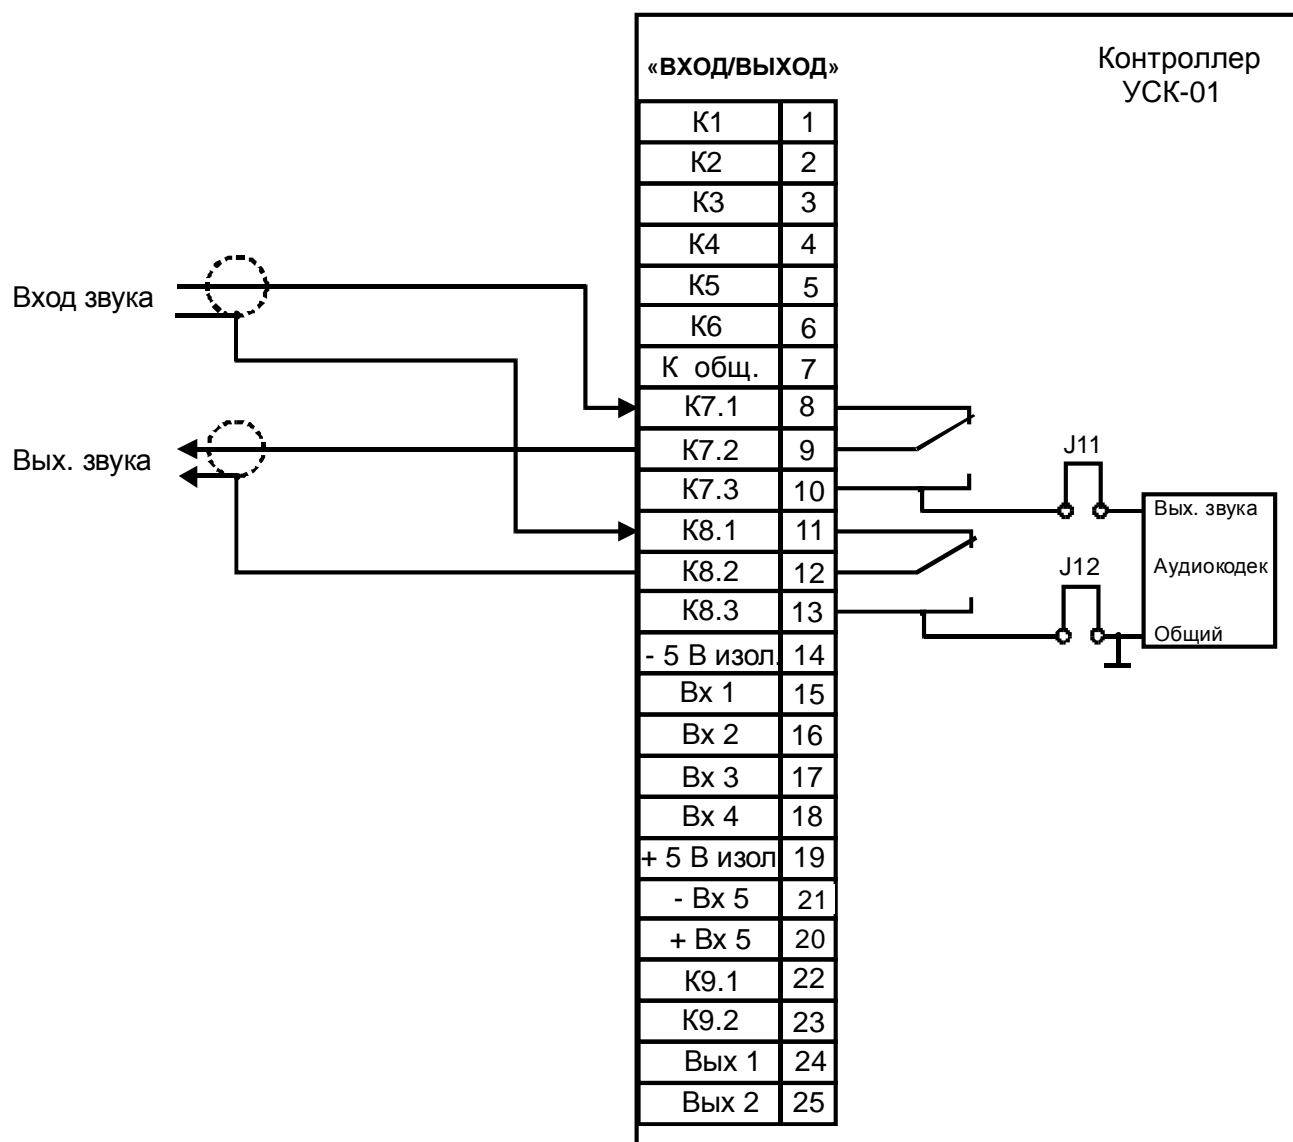 Контроллер
УСК-01
«ВХОД/ВЫХОД»
К1 1
К2 2
К3 3
К4 4
К5 5
К6 6
К общ. 7
К7.1 8
К7.2 9
К7.3 10
К8.1 11
К8.2 12
К8.3 13
- 5 В изол. 14
Вх 1 15
Вх 2 16
Вх 3 17
Вх 4 18
+ 5 В изол 19
- Вх 5 21
+ Вх 5 20
К9.1 22
К9.2 23
Вых 1 24
Вых 2 25
Вход звука
Вых. звука
J11
J12
Вых. звука
Аудиокодек
Общий